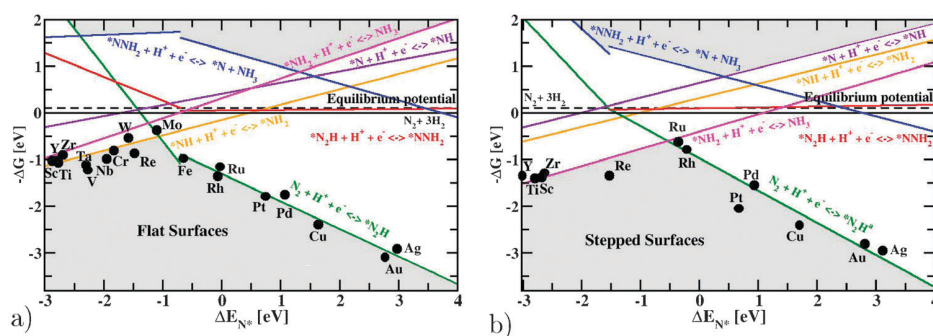 2
1
0
-1
-2
-3
-ΔG [eV]
*NNH₂ + H⁺ + e⁻ <-> *N + NH₃
*NH₂ + H⁺ + e⁻ <-> NH₃
*N + H⁺ + e⁻ <-> *NH
Equilibrium potential
N₂ + 3H₂
*NH + H⁺ + e⁻ <-> *NH₂
*N₂H + H⁺ + e⁻ <-> *NNH₂
W
Mo
Y
Zr
Sc
Ti
Ta
V
Nb
Cr
Re
Fe
Rh
Ru
N₂ + H⁺ + e⁻ <-> *N₂H
Pt
Pd
Cu
Ag
Au
Flat Surfaces
-3 -2 -1 0 1 2 3 4
ΔE_N* [eV]
a)
2
1
0
-1
-2
-3
-ΔG [eV]
*NNH₂ + H⁺ + e⁻ <-> *N + NH₃
*N + H⁺ + e⁻ <-> *NH
*NH + H⁺ + e⁻ <-> *NH₂
N₂ + 3H₂
Equilibrium potential
*NH₂ + H⁺ + e⁻ <-> NH₃
*N₂H + H⁺ + e⁻ <-> *NNH₂
Ru
Rh
Y
Zr
Ti
Sc
Re
Pd
Pt
N₂ + H⁺ + e⁻ <-> *N₂Hª
Cu
Au
Ag
Stepped Surfaces
-3 -2 -1 0 1 2 3 4
ΔE_N* [eV]
b)